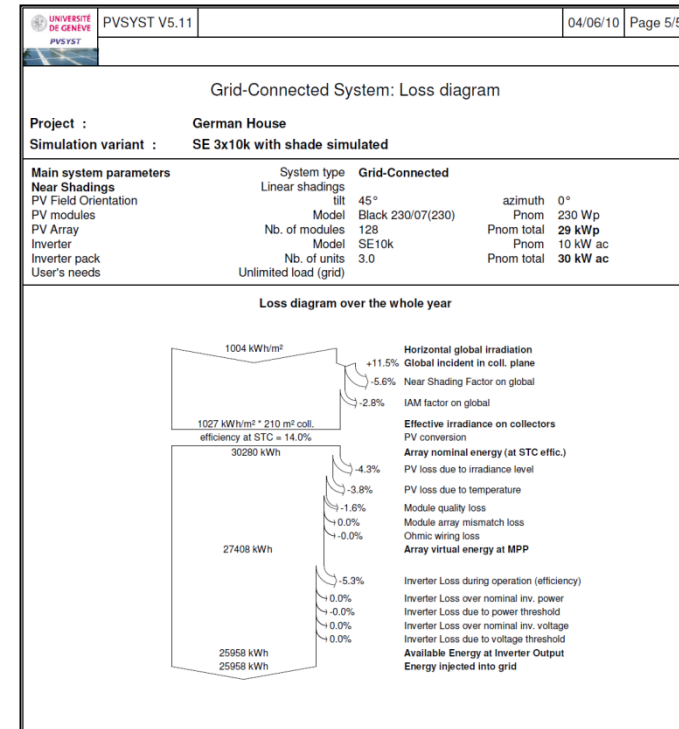 UNIVERSITÉ
DE GENÈVE
PVSYST
PVSYST V5.11
04/06/10
Page 5/5
Grid-Connected System: Loss diagram
Project : German House
Simulation variant : SE 3x10k with shade simulated
Main system parameters System type Grid-Connected
Near Shadings Linear shadings
PV Field Orientation tilt 45° azimuth 0°
PV modules Model Black 230/07(230) Pnom 230 Wp
PV Array Nb. of modules 128 Pnom total 29 kWp
Inverter Model SE10k Pnom 10 kW ac
Inverter pack Nb. of units 3.0 Pnom total 30 kW ac
User's needs Unlimited load (grid)
Loss diagram over the whole year
1004 kWh/m² Horizontal global irradiation
+11.5% Global incident in coll. plane
-5.6% Near Shading Factor on global
-2.8% IAM factor on global
1027 kWh/m² * 210 m² coll. Effective irradiance on collectors
efficiency at STC = 14.0% PV conversion
30280 kWh Array nominal energy (at STC effic.)
-4.3% PV loss due to irradiance level
-3.8% PV loss due to temperature
-1.6% Module quality loss
0.0% Module array mismatch loss
-0.0% Ohmic wiring loss
27408 kWh Array virtual energy at MPP
-5.3% Inverter Loss during operation (efficiency)
0.0% Inverter Loss over nominal inv. power
-0.0% Inverter Loss due to power threshold
0.0% Inverter Loss over nominal inv. voltage
0.0% Inverter Loss due to voltage threshold
25958 kWh Available Energy at Inverter Output
25958 kWh Energy injected into grid